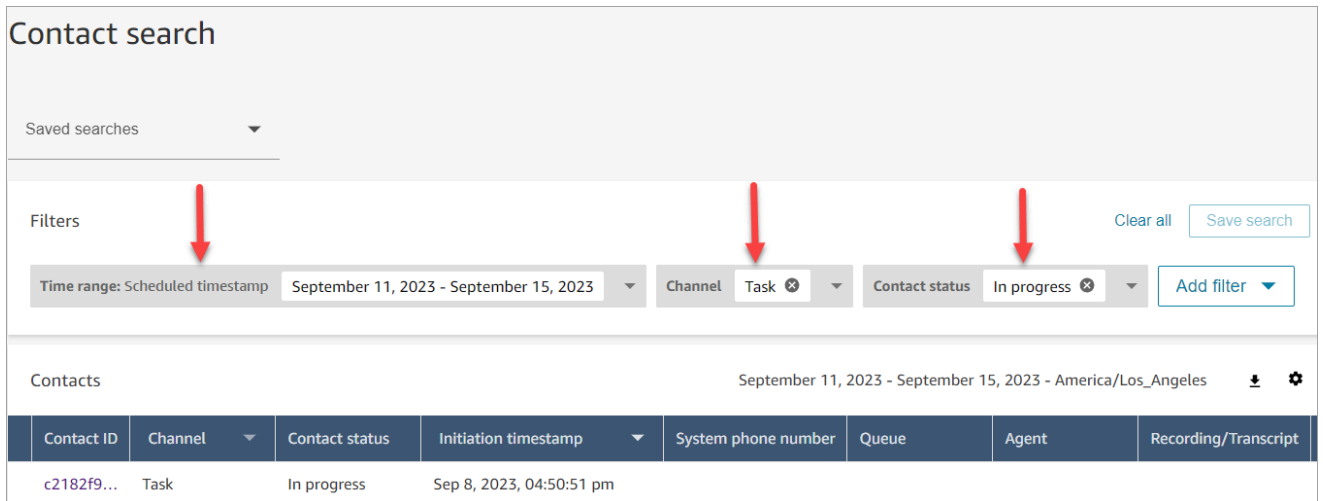 Contact search
Saved searches
Filters
Clear all
Save search
Time range: Scheduled timestamp September 11, 2023 - September 15, 2023 Channel Task Contact status In progress Add filter
Contacts
September 11, 2023 - September 15, 2023 - America/Los_Angeles
Contact ID Channel Contact status Initiation timestamp System phone number Queue Agent Recording/Transcript
c2182f9... Task In progress Sep 8, 2023, 04:50:51 pm